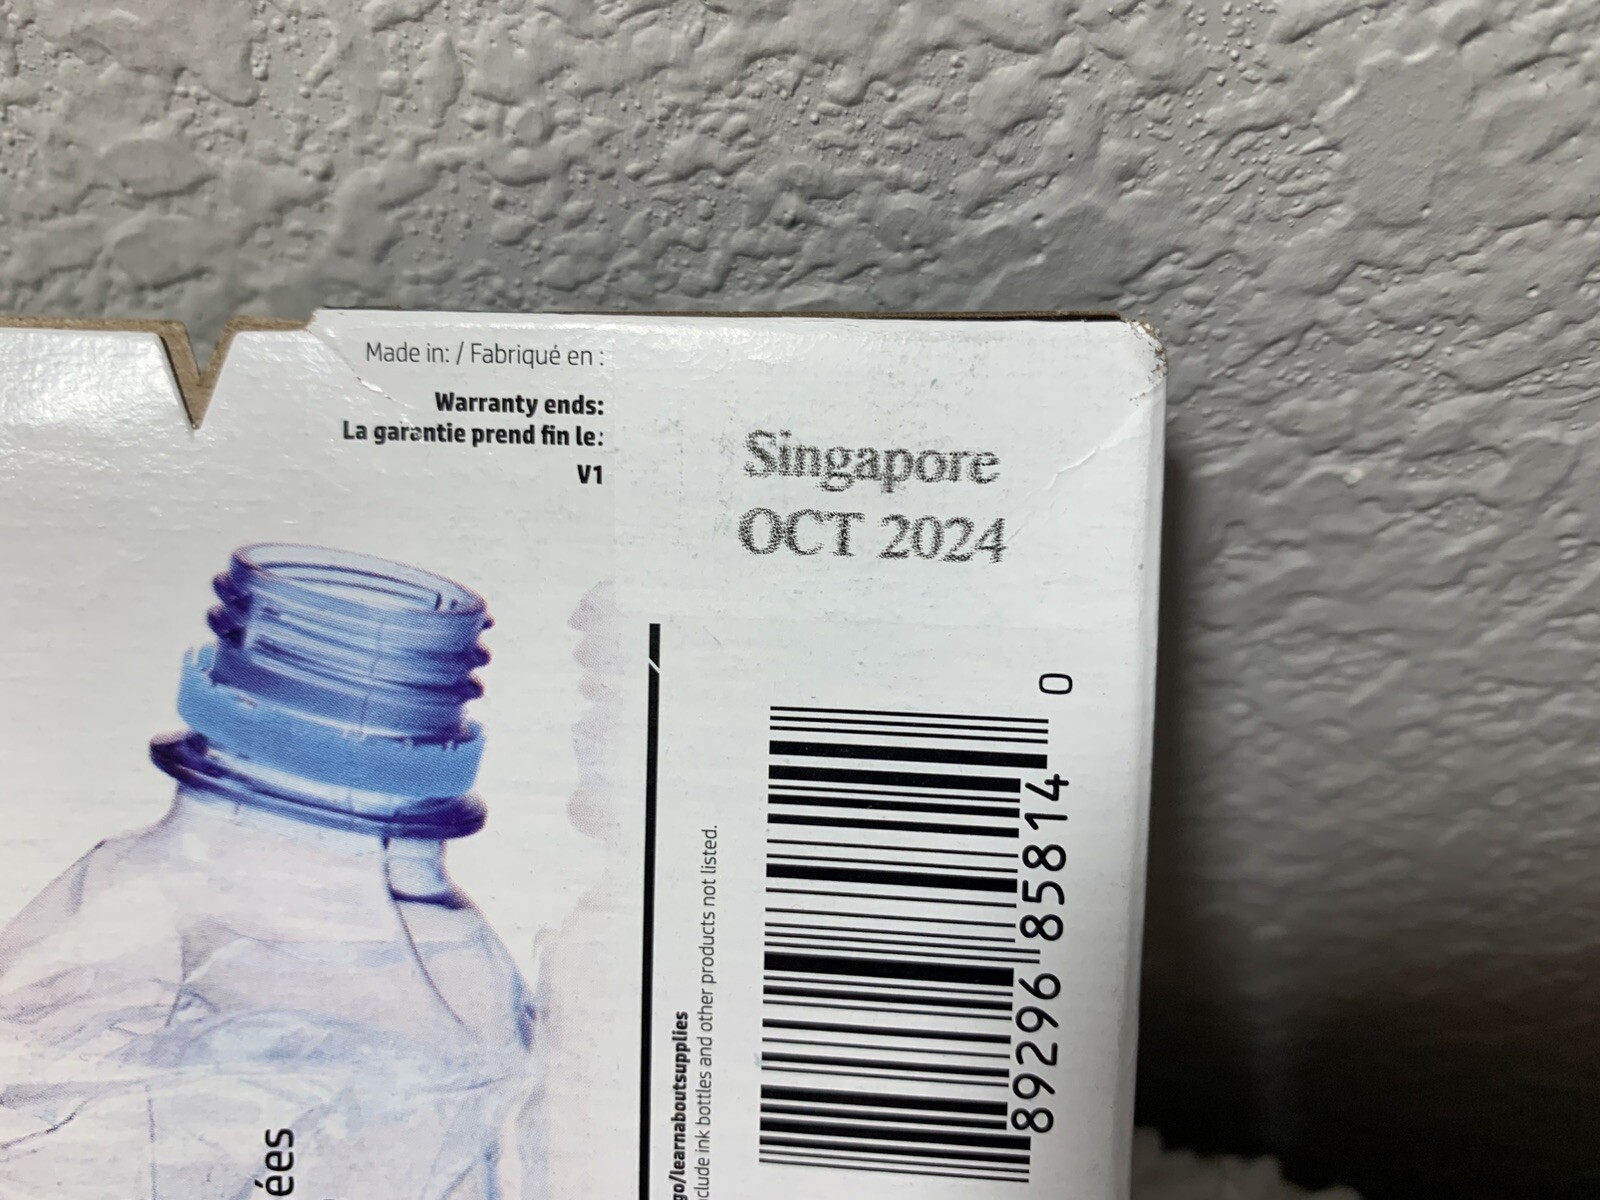 Made in: / Fabriqué en :
Warranty ends:
La garantie prend fin le:
V1
Singapore
OCT 2024
0
89296 85814
go/learnaboutsupplies
ink bottles and other products not listed.
ées